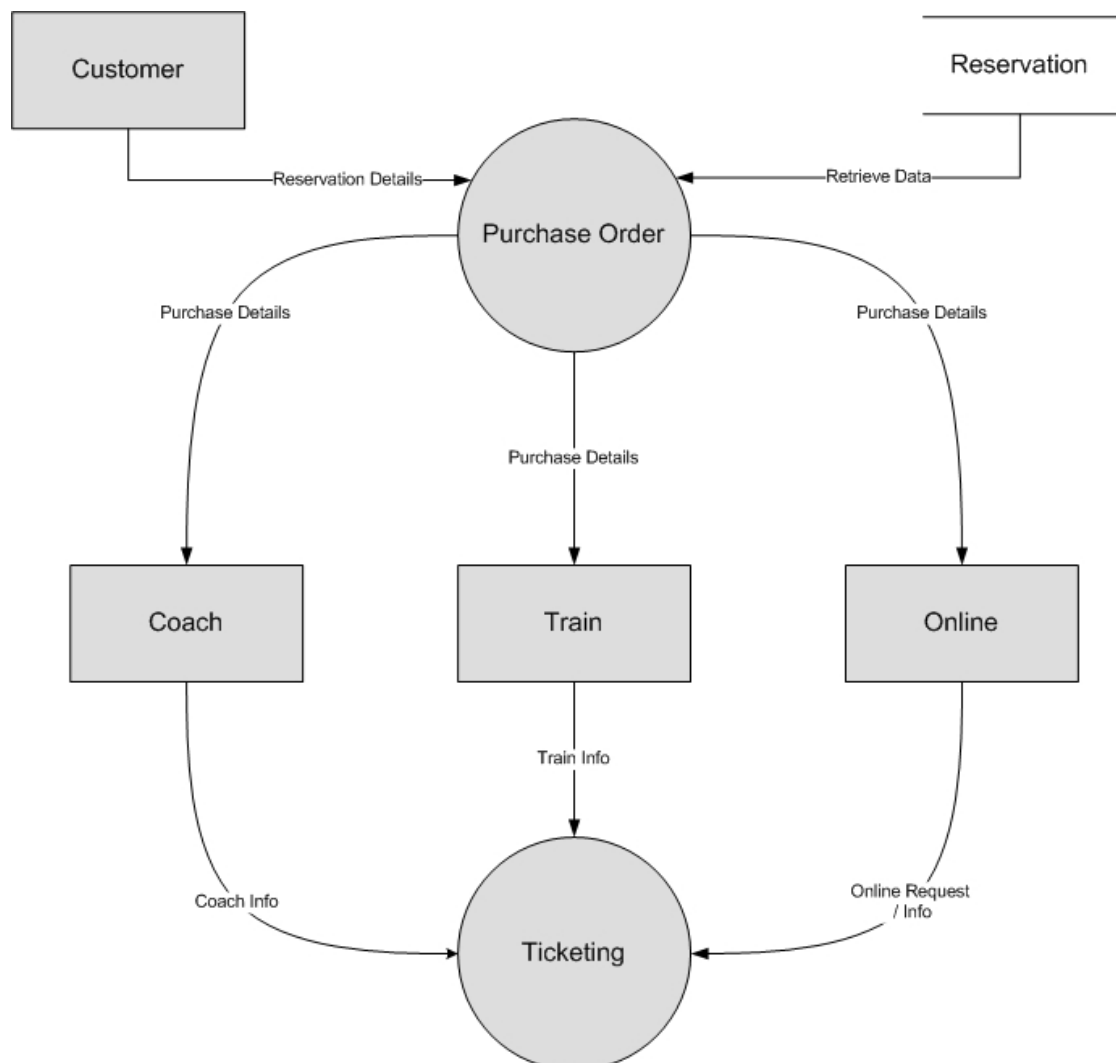 Customer
Reservation
Reservation Details
Retrieve Data
Purchase Order
Purchase Details
Purchase Details
Purchase Details
Coach
Train
Online
Train Info
Coach Info
Online Request
/ Info
Ticketing